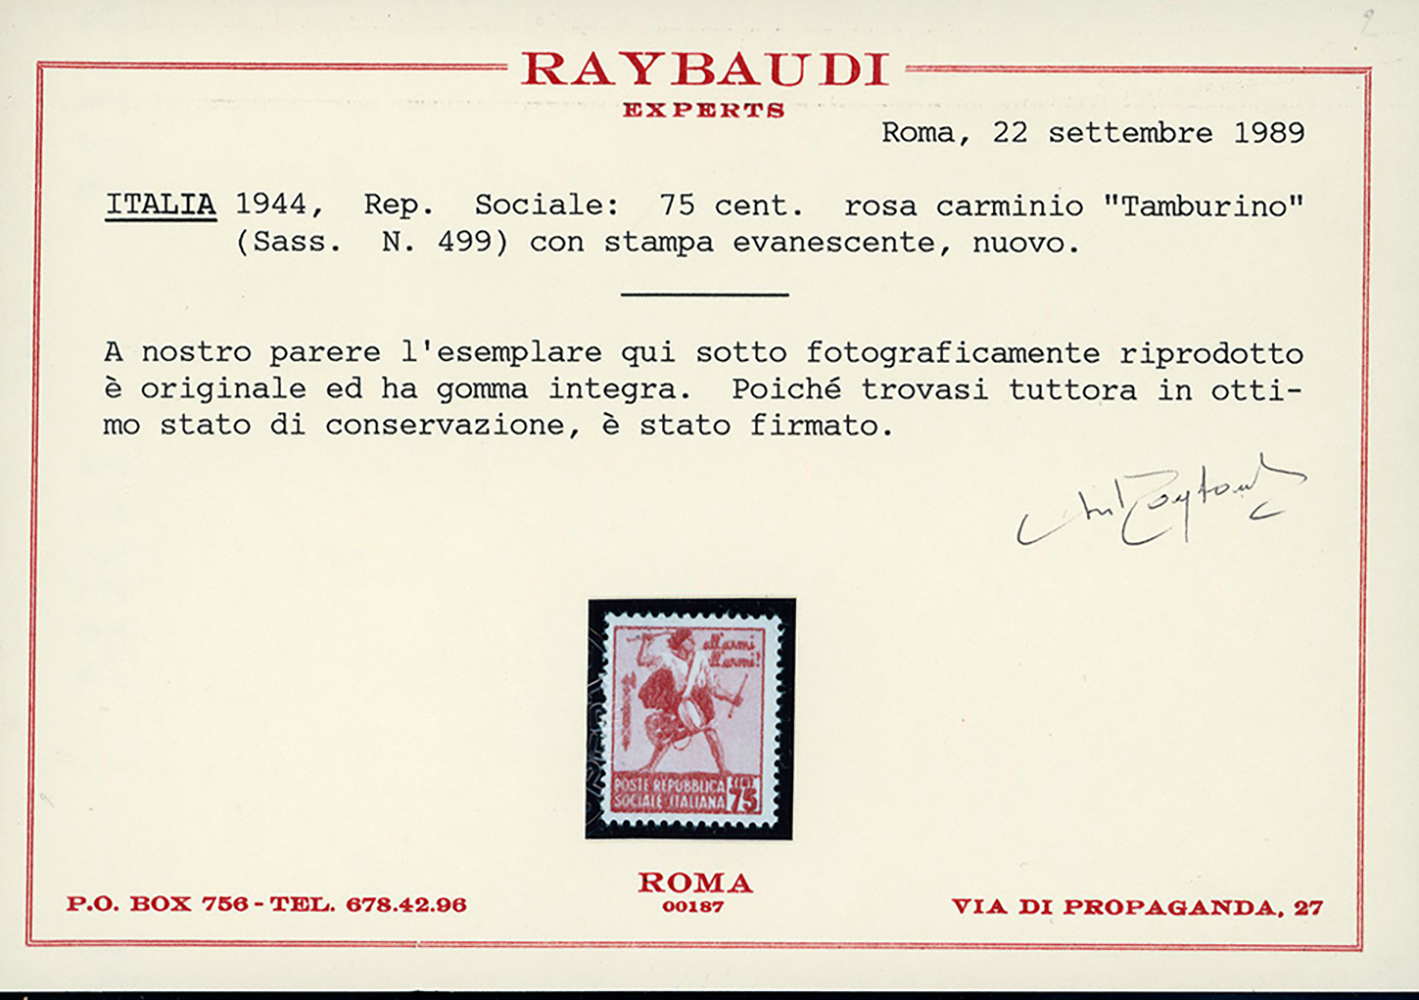 RAYBAUDI
EXPERTS
Roma, 22 settembre 1989
ITALIA 1944, Rep. Sociale: 75 cent. rosa carminio "Tamburino"
(Sass. N. 499) con stampa evanescente, nuovo.
A nostro parere l'esemplare qui sotto fotograficamente riprodotto
è originale ed ha gomma integra. Poiché trovasi tuttora in otti-
mo stato di conservazione, è stato firmato.
all'armi
all'armi!
POSTE REPUBBLICA
SOCIALE ITALIANA
CENT
75
ROMA
00187
P.O. BOX 756 - TEL. 678.42.96
VIA DI PROPAGANDA, 27